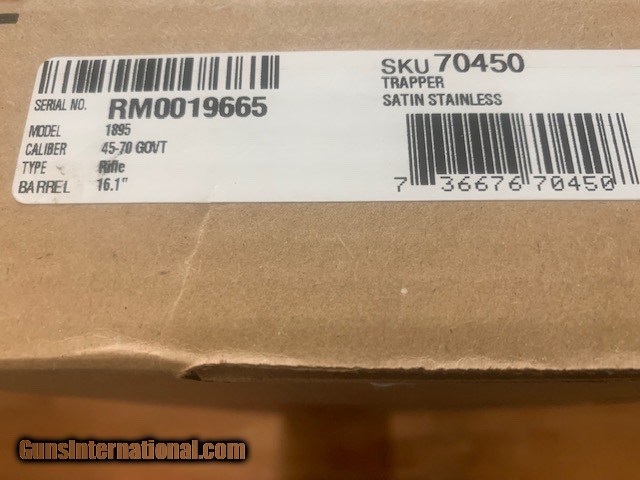 SERIAL NO. RM0019665
MODEL 1895
CALIBER 45-70 GOVT
TYPE Rifle
BARREL 16.1"
SKU 70450
TRAPPER
SATIN STAINLESS
7 36676 70450
GunsInternational.com